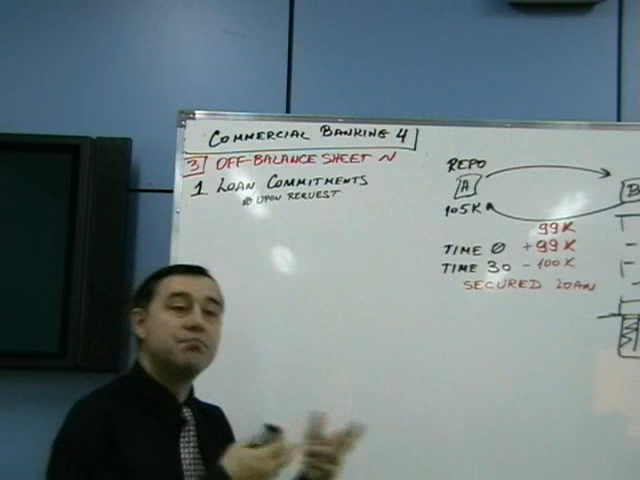 COMMERCIAL BANKING 4
3 OFF-BALANCE SHEET N
1 LOAN COMMITMENTS
@ UPON REQUEST
REPO
A
B
105K
99K
TIME 0 +99K
TIME 30 -100K
SECURED LOAN